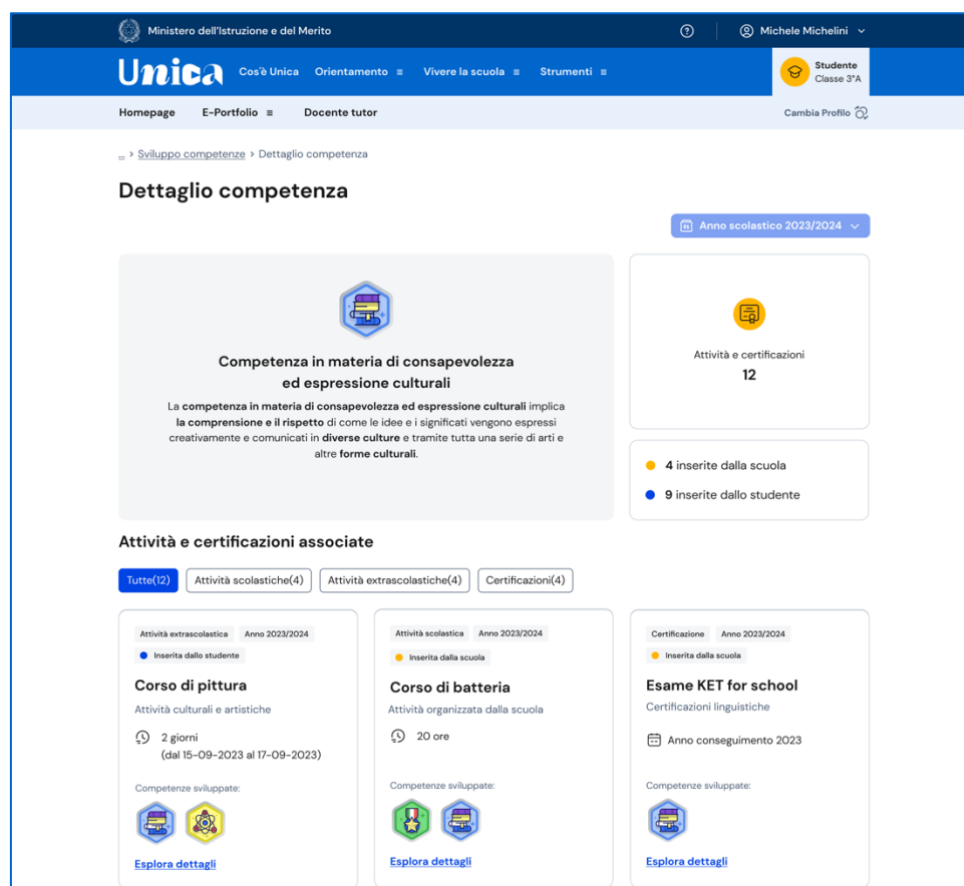 Ministero dell'Istruzione e del Merito
Michele Michelini
Unica
Cos'è Unica Orientamento Vivere la scuola Strumenti
Studente
Classe 3°A
Homepage E-Portfolio Docente tutor
Cambia Profilo
... > Sviluppo competenze > Dettaglio competenza
Dettaglio competenza
Anno scolastico 2023/2024
Competenza in materia di consapevolezza
ed espressione culturali
La competenza in materia di consapevolezza ed espressione culturali implica
la comprensione e il rispetto di come le idee e i significati vengono espressi
creativamente e comunicati in diverse culture e tramite tutta una serie di arti e
altre forme culturali.
Attività e certificazioni
12
4 inserite dalla scuola
9 inserite dallo studente
Attività e certificazioni associate
Tutte(12) Attività scolastiche(4) Attività extrascolastiche(4) Certificazioni(4)
Attività extrascolastica Anno 2023/2024
Inserita dallo studente
Corso di pittura
Attività culturali e artistiche
2 giorni
(dal 15-09-2023 al 17-09-2023)
Competenze sviluppate:
Esplora dettagli
Attività scolastica Anno 2023/2024
Inserita dalla scuola
Corso di batteria
Attività organizzata dalla scuola
20 ore
Competenze sviluppate:
Esplora dettagli
Certificazione Anno 2023/2024
Inserita dalla scuola
Esame KET for school
Certificazioni linguistiche
Anno conseguimento 2023
Competenze sviluppate:
Esplora dettagli